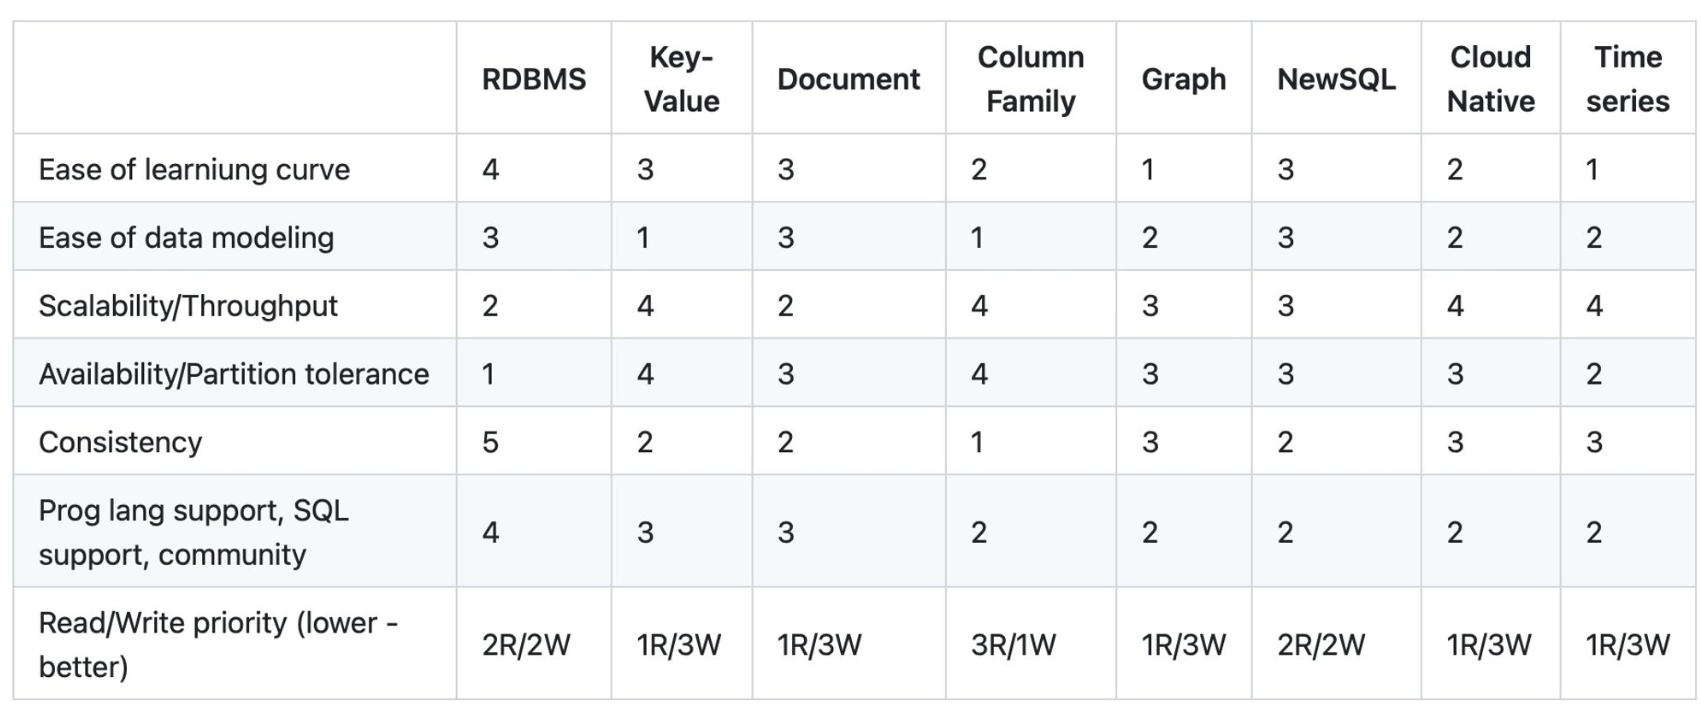 RDBMS Key-Value Document Column Family Graph NewSQL Cloud Native Time series
Ease of learniung curve 4 3 3 2 1 3 2 1
Ease of data modeling 3 1 3 1 2 3 2 2
Scalability/Throughput 2 4 2 4 3 3 4 4
Availability/Partition tolerance 1 4 3 4 3 3 3 2
Consistency 5 2 2 1 3 2 3 3
Prog lang support, SQL
support, community 4 3 3 2 2 2 2 2
Read/Write priority (lower -
better) 2R/2W 1R/3W 1R/3W 3R/1W 1R/3W 2R/2W 1R/3W 1R/3W